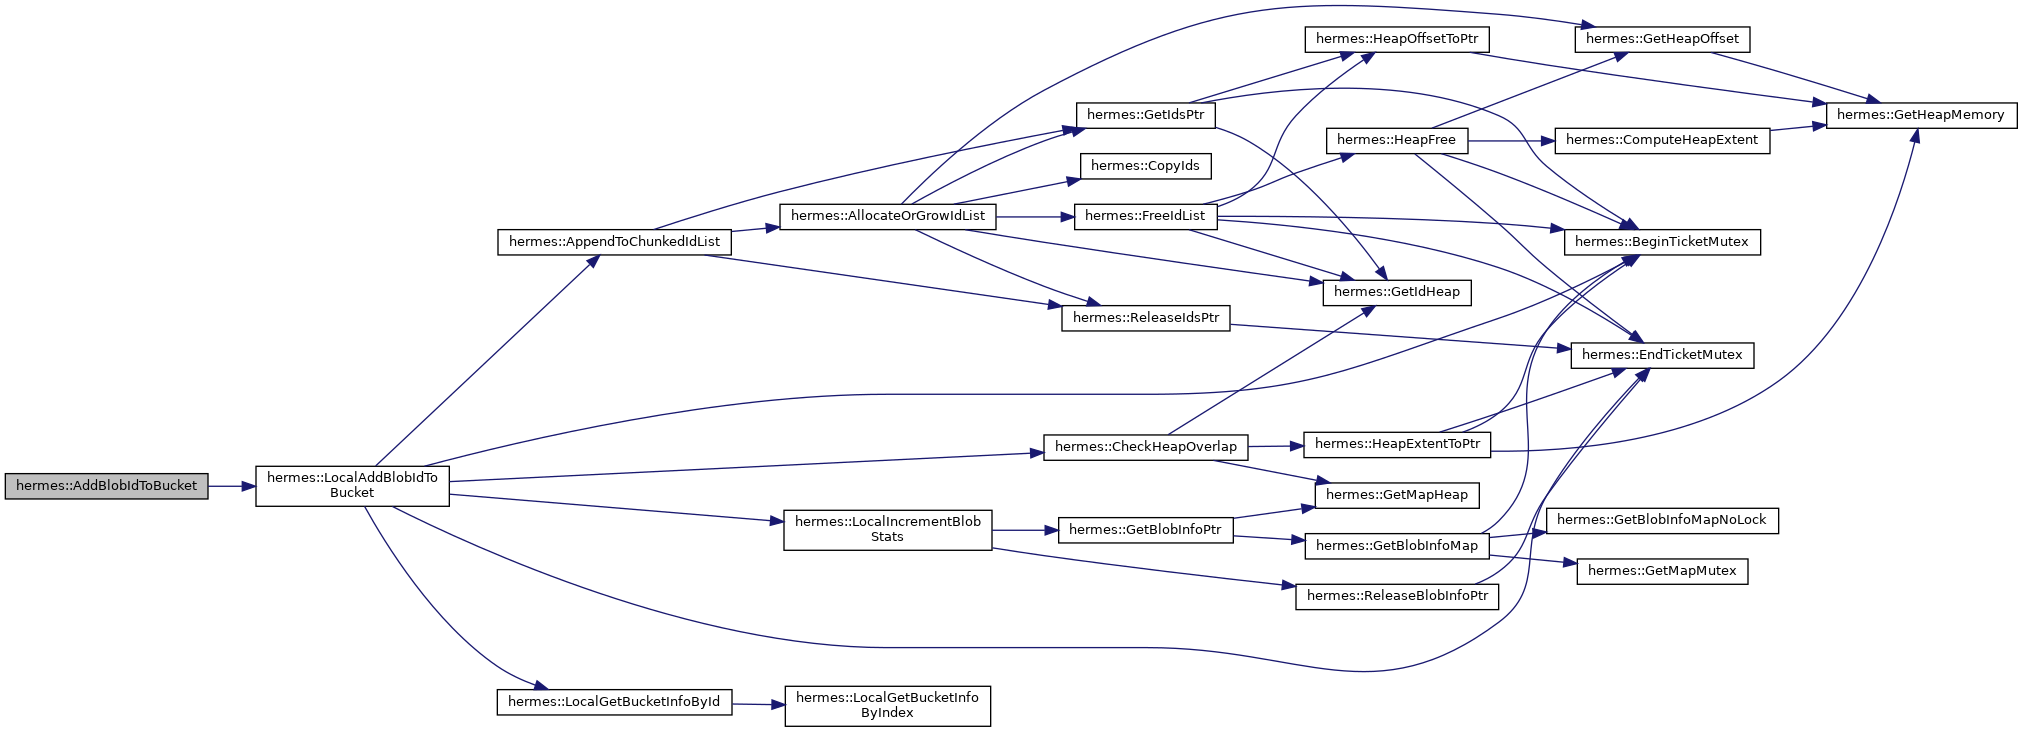 hermes::AddBlobIdToBucket
hermes::LocalAddBlobIdTo
Bucket
hermes::AppendToChunkedIdList
hermes::LocalGetBucketInfoById
hermes::AllocateOrGrowIdList
hermes::LocalIncrementBlob
Stats
hermes::LocalGetBucketInfo
ByIndex
hermes::GetIdsPtr
hermes::CopyIds
hermes::FreeIdList
hermes::ReleaseIdsPtr
hermes::CheckHeapOverlap
hermes::GetBlobInfoPtr
hermes::HeapOffsetToPtr
hermes::HeapFree
hermes::GetIdHeap
hermes::HeapExtentToPtr
hermes::GetMapHeap
hermes::GetBlobInfoMap
hermes::ReleaseBlobInfoPtr
hermes::GetHeapOffset
hermes::ComputeHeapExtent
hermes::BeginTicketMutex
hermes::EndTicketMutex
hermes::GetBlobInfoMapNoLock
hermes::GetMapMutex
hermes::GetHeapMemory